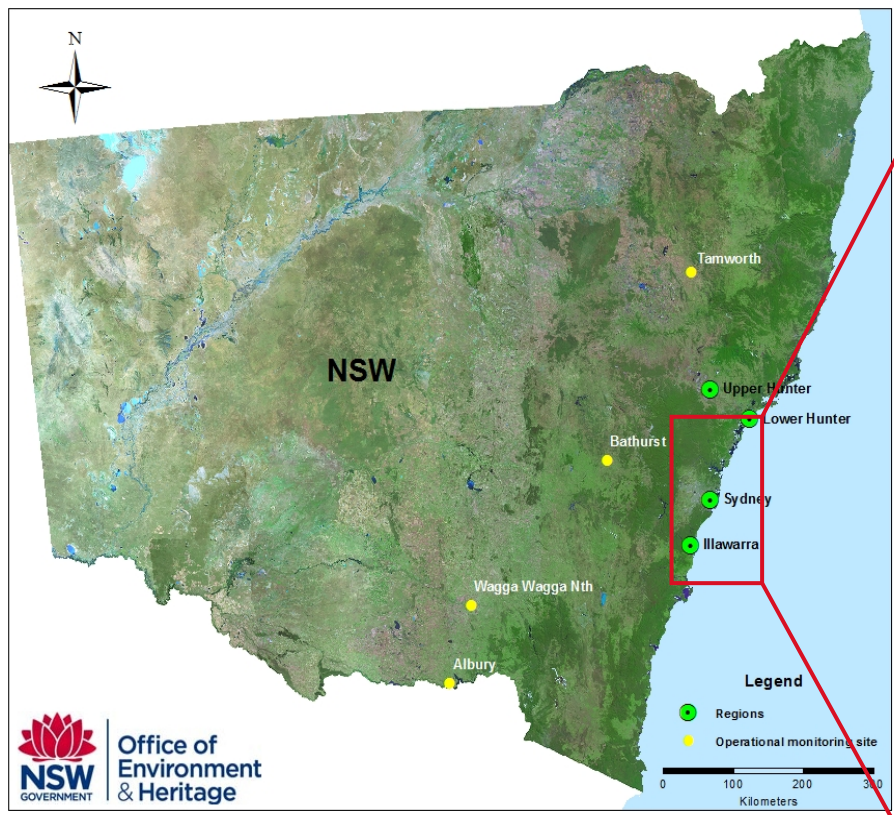 N
Tamworth
NSW
Upper Hunter
Lower Hunter
Bathurst
Sydney
Illawarra
Wagga Wagga Nth
Albury
Legend
Regions
Operational monitoring site
0 100 200 300
Kilometers
NSW
GOVERNMENT
Office of
Environment
& Heritage